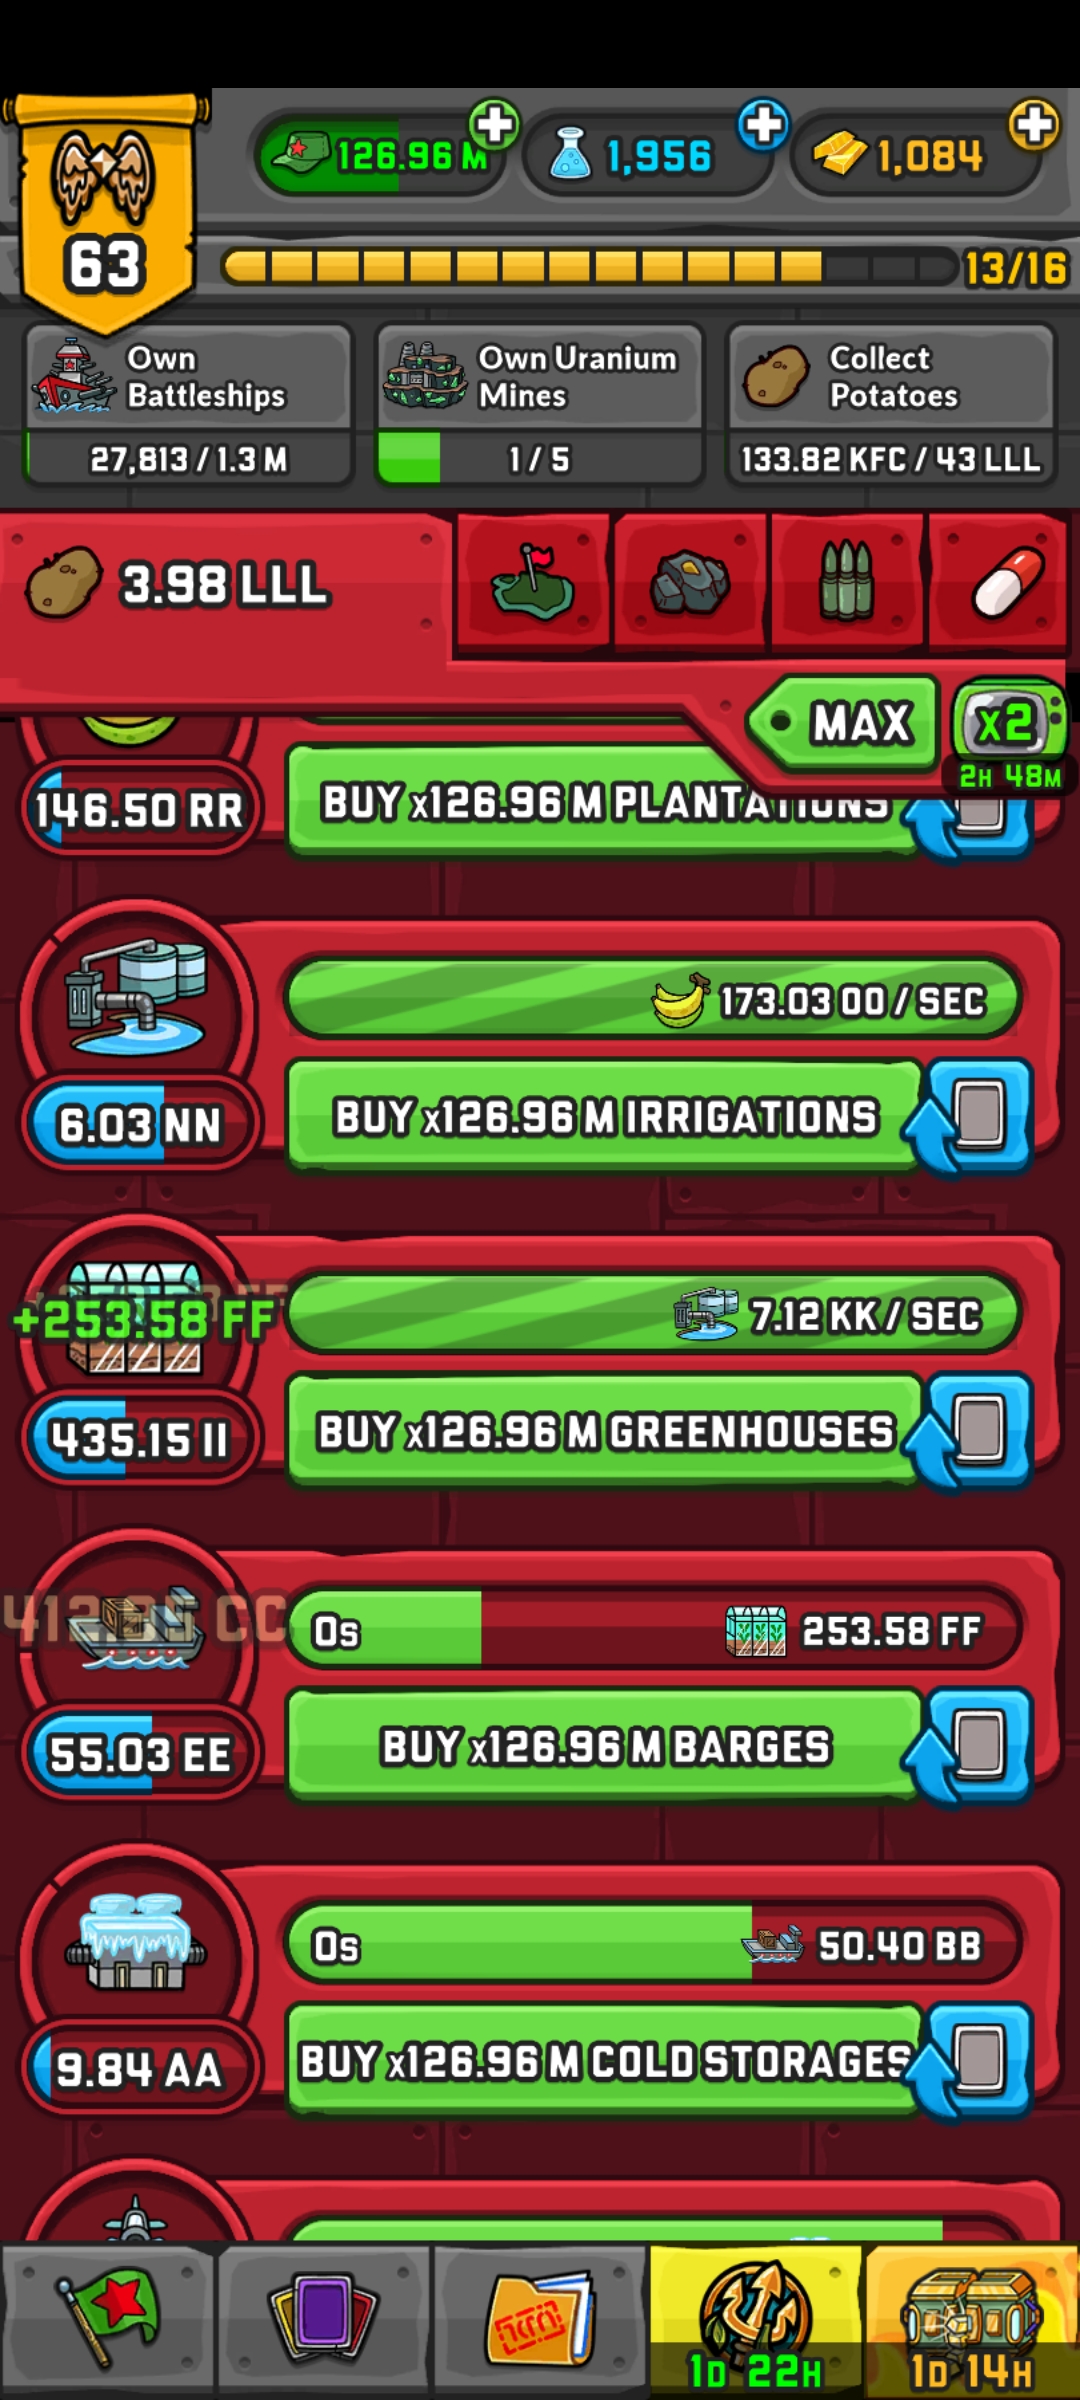 126.96 M
1,956
1,084
63
13/16
Own
Battleships
27,813 / 1.3 M
Own Uranium
Mines
1 / 5
Collect
Potatoes
133.82 KFC / 43 LLL
3.98 LLL
MAX
X2
2H 48M
146.50 RR
BUY x126.96 M PLANTATIONS
173.03 OO / SEC
6.03 NN
BUY x126.96 M IRRIGATIONS
+253.58 FF
7.12 KK / SEC
435.15 II
BUY x126.96 M GREENHOUSES
0s
253.58 FF
55.03 EE
BUY x126.96 M BARGES
0s
50.40 BB
9.84 AA
BUY x126.96 M COLD STORAGES
1D 22H
1D 14H